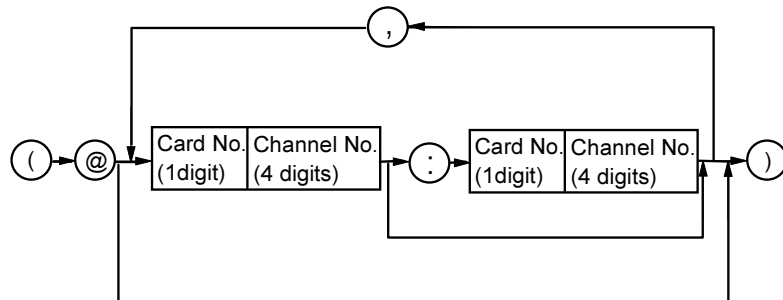 ,
( @ Card No. Channel No. : Card No. Channel No. )
(1digit) (4 digits) (1digit) (4 digits)